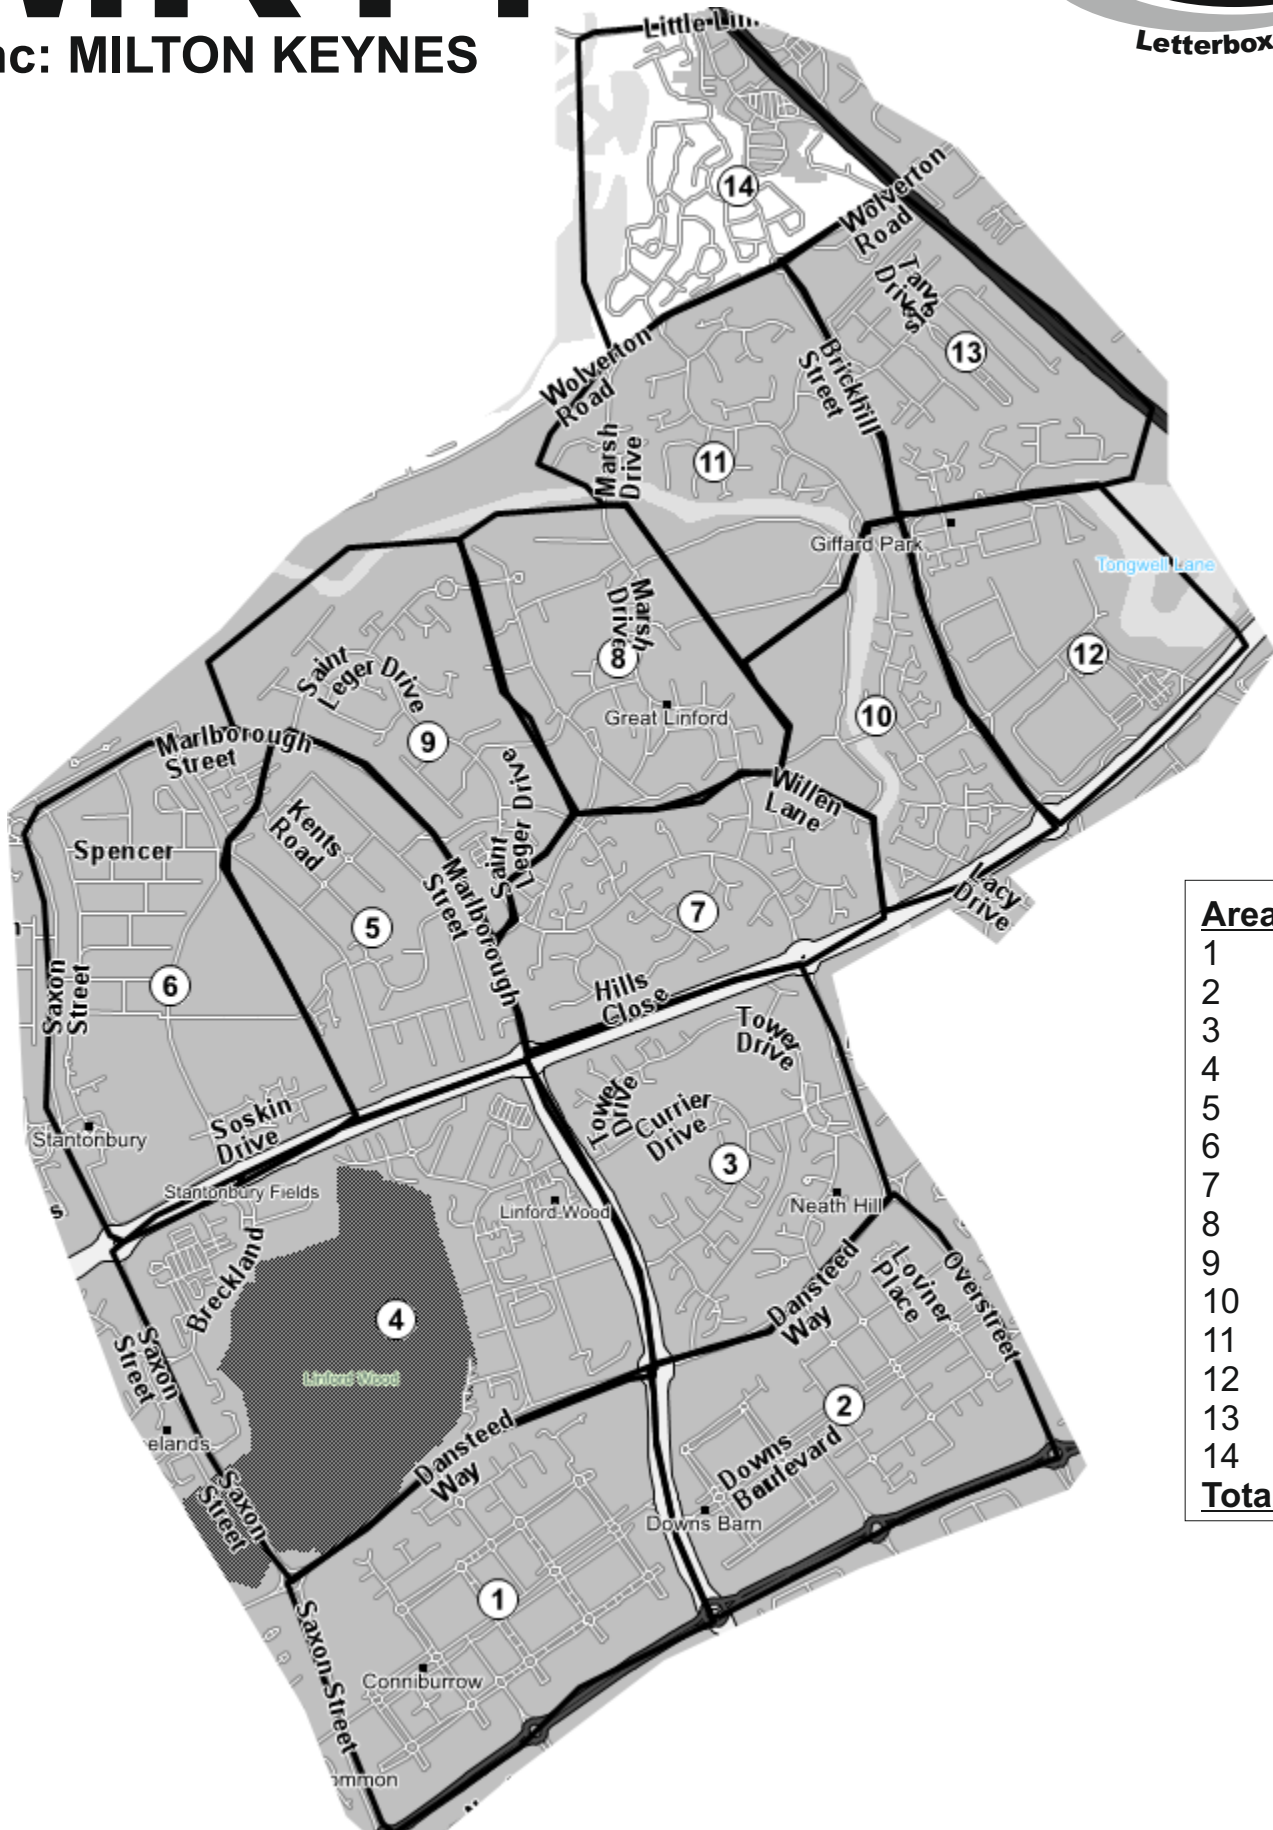 nc: MILTON KEYNES
Letterbox
Little Lin
14
Wolverton
Road
Tarvers
Drive
13
Wolverton
Road
Brickhill
Street
Marsh
Drive
11
Giffard Park
Tongwell Lane
Marsh
Drive
8
12
Saint
Leger Drive
Great Linford
10
9
Marlborough
Street
Saint
Leger Drive
Willen
Lane
Kents
Road
Spencer
Marlborough
Street
Lacy
Drive
7
5
6
Saxon
Street
Hills
Close
Tower
Drive
Tower
Drive
Currier
Drive
Soskin
Drive
Stantonbury
3
Stantonbury Fields
Linford Wood
Neath Hill
Breckland
Loviner
Place
Overstreet
4
Dansteed
Way
Saxon
Street
Linford Wood
2
elands
Dansteed
Way
Downs
Boulevard
Saxon
Street
Downs Barn
1
Saxon Street
Conniburrow
ommon
Area
1
2
3
4
5
6
7
8
9
10
11
12
13
14
Tota